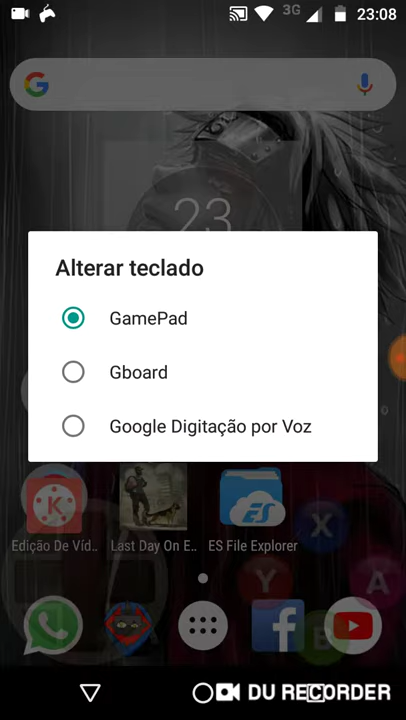 3G
23:08
23
Alterar teclado
GamePad
Gboard
Google Digitação por Voz
K
ES
X
Edição De Víd..
Last Day On E..
ES File Explorer
Y
A
B
DU RECORDER